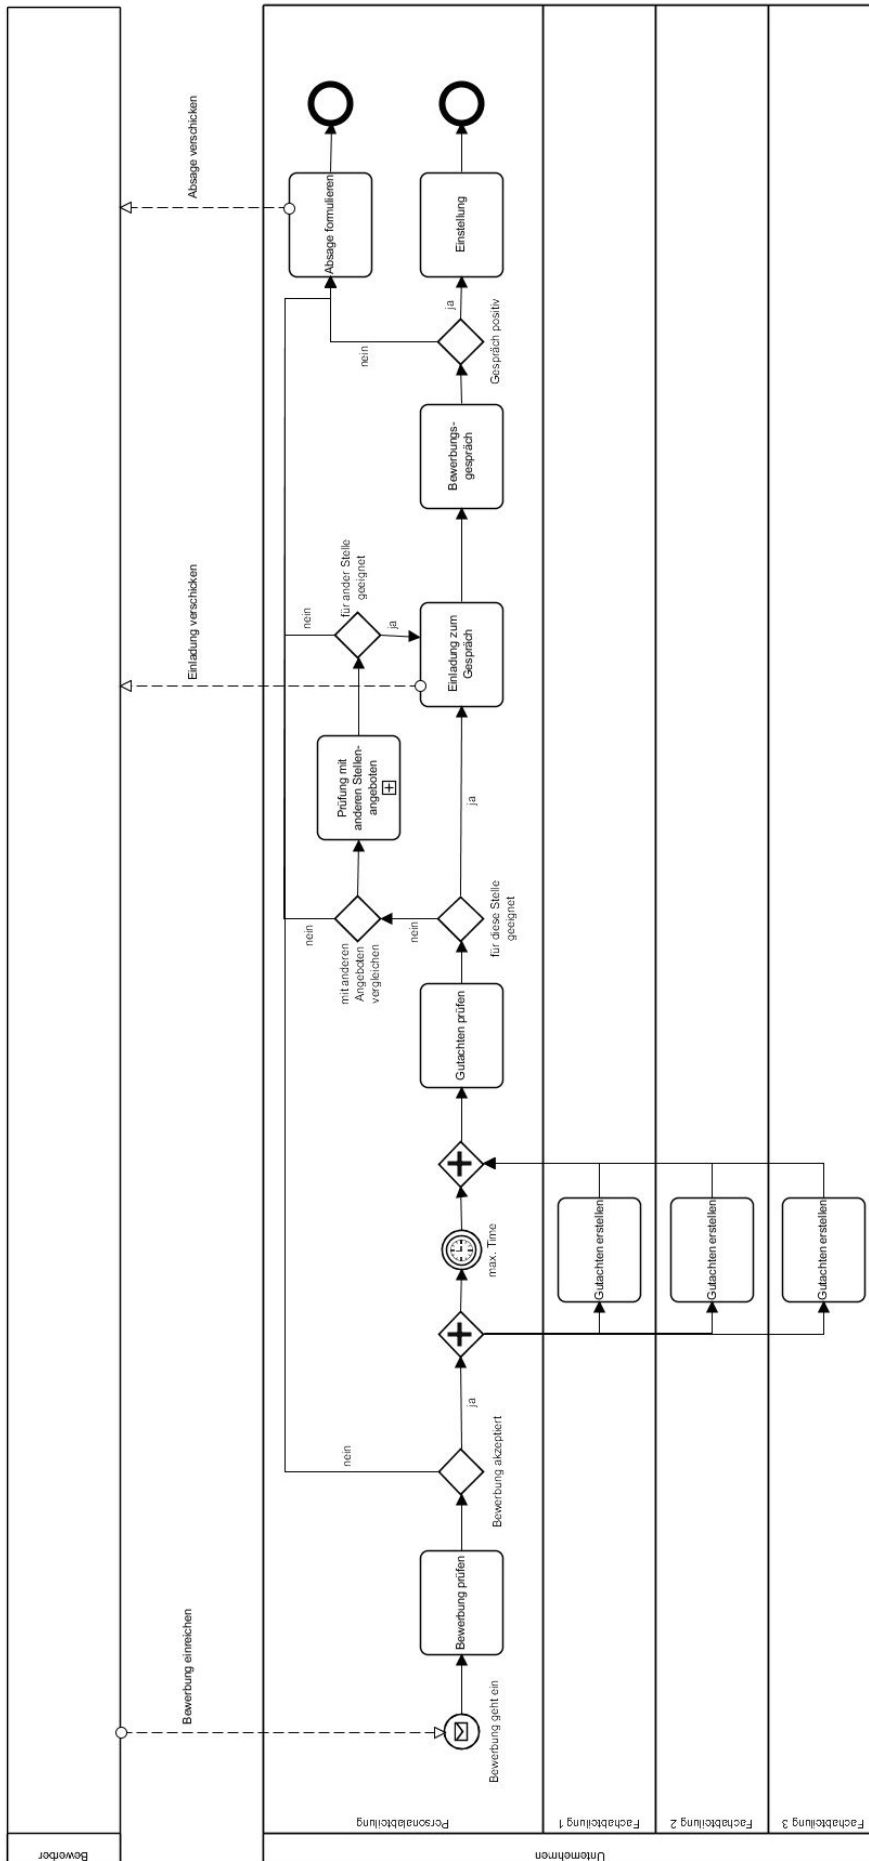 Bewerber
Unternehmen
Personalabteilung
Fachabteilung 1
Fachabteilung 2
Fachabteilung 3
Bewerbung einreichen
Bewerbung geht ein
Bewerbung prüfen
Bewerbung akzeptiert
nein
ja
max. Time
Gutachten erstellen
Gutachten erstellen
Gutachten erstellen
Gutachten prüfen
für diese Stelle
geeignet
nein
ja
mit anderen
Angeboten
vergleichen
nein
Prüfung mit
anderen Stellen-
angeboten
für ander Stelle
geeignet
nein
ja
Einladung verschicken
Einladung zum
Gespräch
Bewerbungs-
gespräch
Gespräch positiv
nein
ja
Absage verschicken
Absage formulieren
Einstellung